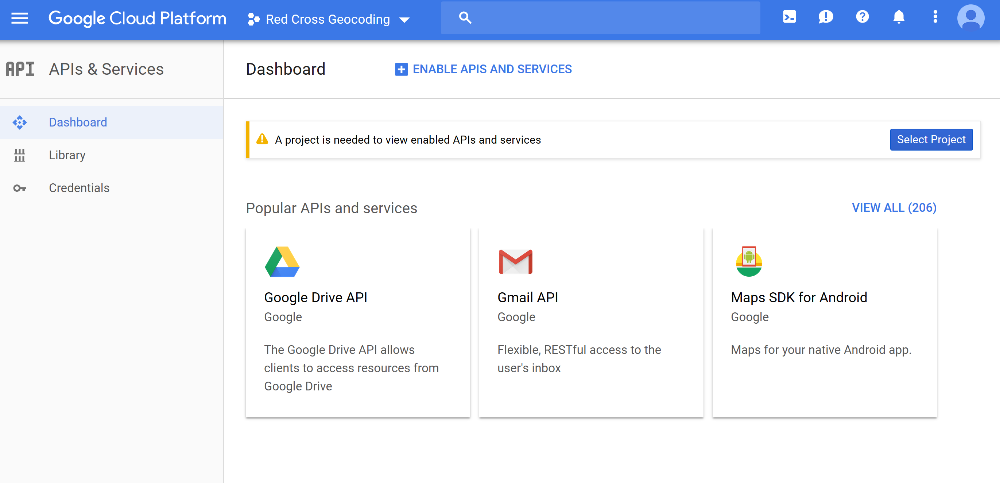 Google Cloud Platform
Red Cross Geocoding
API
APIs & Services
Dashboard
ENABLE APIS AND SERVICES
Dashboard
Library
Credentials
A project is needed to view enabled APIs and services
Select Project
Popular APIs and services
VIEW ALL (206)
Google Drive API
Google
The Google Drive API allows
clients to access resources from
Google Drive
Gmail API
Google
Flexible, RESTful access to the
user's inbox
Maps SDK for Android
Google
Maps for your native Android app.